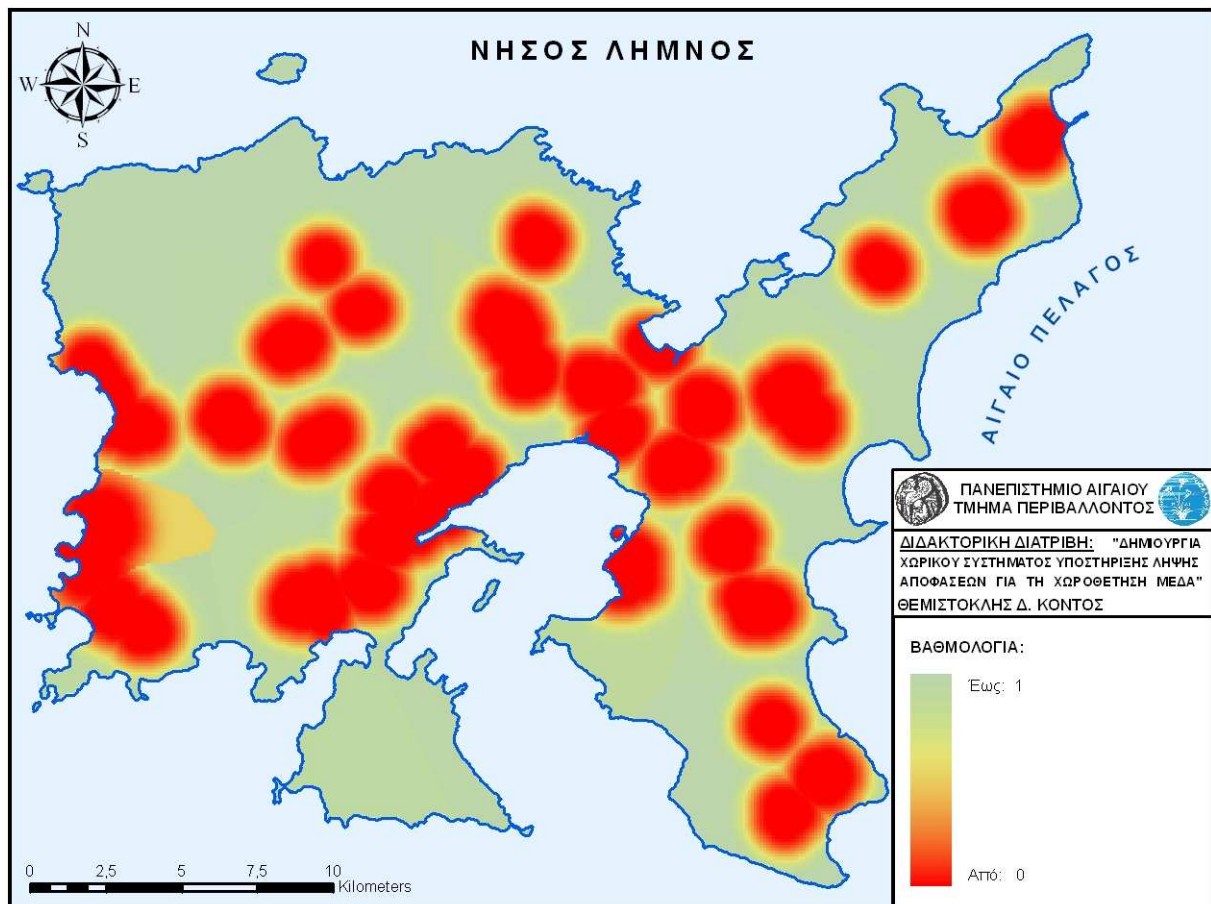 ΝΗΣΟΣ ΛΗΜΝΟΣ
N
W E
S
ΑΙΓΑΙΟ ΠΕΛΑΓΟΣ
ΠΑΝΕΠΙΣΤΗΜΙΟ ΑΙΓΑΙΟΥ
ΤΜΗΜΑ ΠΕΡΙΒΑΛΛΟΝΤΟΣ
ΔΙΔΑΚΤΟΡΙΚΗ ΔΙΑΤΡΙΒΗ: "ΔΗΜΙΟΥΡΓΙΑ
ΧΩΡΙΚΟΥ ΣΥΣΤΗΜΑΤΟΣ ΥΠΟΣΤΗΡΙΞΗΣ ΛΗΨΗΣ
ΑΠΟΦΑΣΕΩΝ ΓΙΑ ΤΗ ΧΩΡΟΘΕΤΗΣΗ ΜΕΔΑ"
ΘΕΜΙΣΤΟΚΛΗΣ Δ. ΚΟΝΤΟΣ
ΒΑΘΜΟΛΟΓΙΑ:
Έως: 1
Από: 0
0 2,5 5 7,5 10
Kilometers